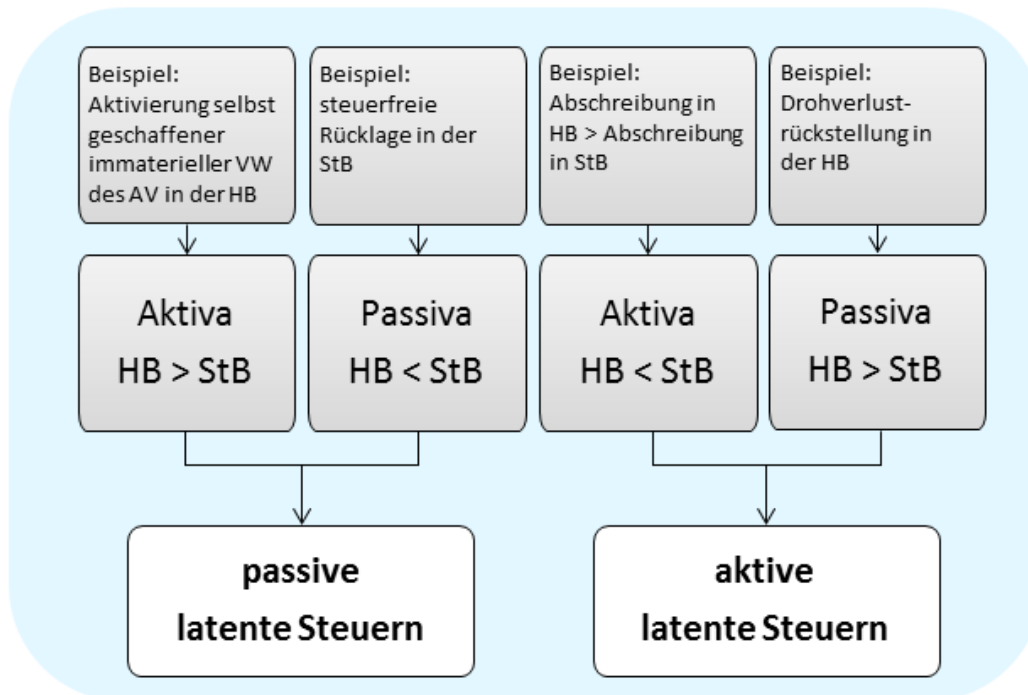 Beispiel:
Aktivierung selbst
geschaffener
immaterieller VW
des AV in der HB
Beispiel:
steuerfreie
Rücklage in der
StB
Beispiel:
Abschreibung in
HB > Abschreibung
in StB
Beispiel:
Drohverlust-
rückstellung in
der HB
Aktiva
HB > StB
Passiva
HB < StB
Aktiva
HB < StB
Passiva
HB > StB
passive
latente Steuern
aktive
latente Steuern